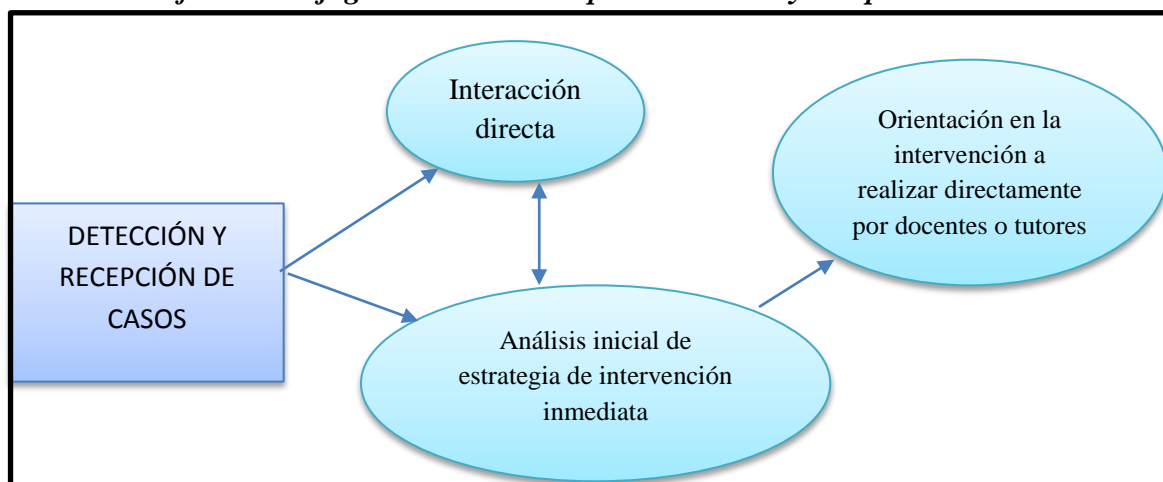 Interacción
directa
Orientación en la
intervención a
realizar directamente
por docentes o tutores
DETECCIÓN Y
RECEPCIÓN DE
CASOS
Análisis inicial de
estrategia de intervención
inmediata